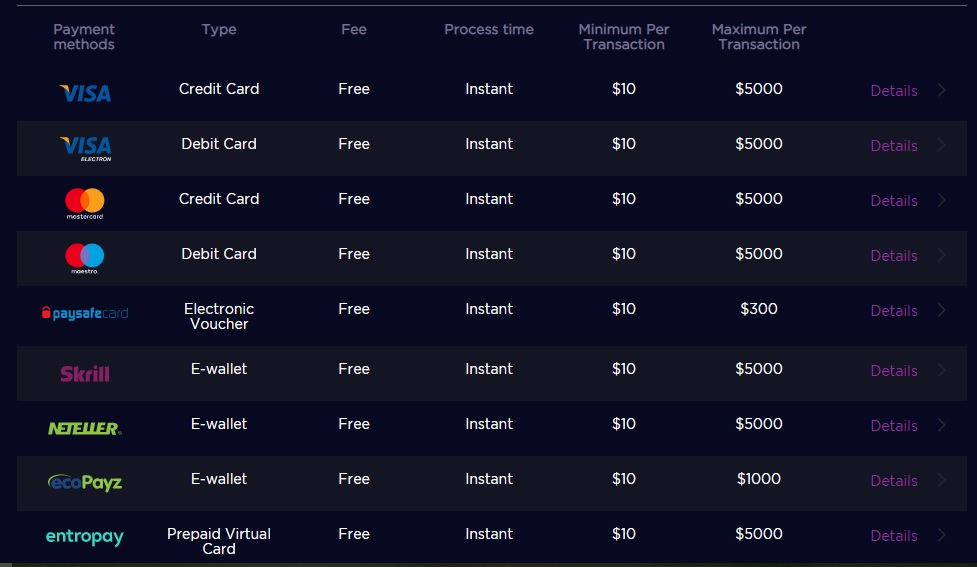 Payment methods Type Fee Process time Minimum Per Transaction Maximum Per Transaction
VISA Credit Card Free Instant $10 $5000 Details
VISA ELECTRON Debit Card Free Instant $10 $5000 Details
mastercard Credit Card Free Instant $10 $5000 Details
maestro Debit Card Free Instant $10 $5000 Details
paysafecard Electronic Voucher Free Instant $10 $300 Details
Skrill E-wallet Free Instant $10 $5000 Details
NETELLER E-wallet Free Instant $10 $5000 Details
ecoPayz E-wallet Free Instant $10 $1000 Details
entropay Prepaid Virtual Card Free Instant $10 $5000 Details